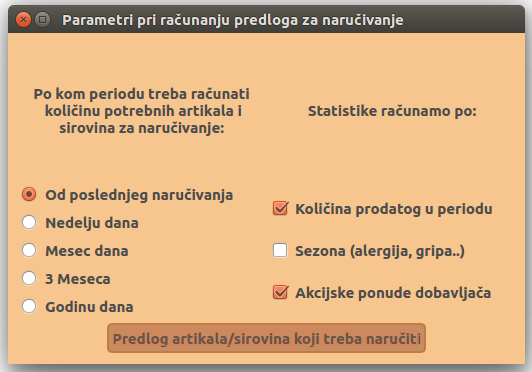 Parametri pri računanju predloga za naručivanje
Po kom periodu treba računati
količinu potrebnih artikala i
sirovina za naručivanje:
Od poslednjeg naručivanja
Nedelju dana
Mesec dana
3 Meseca
Godinu dana
Statistike računamo po:
Količina prodatog u periodu
Sezona (alergija, gripa..)
Akcijske ponude dobavljača
Predlog artikala/sirovina koji treba naručiti